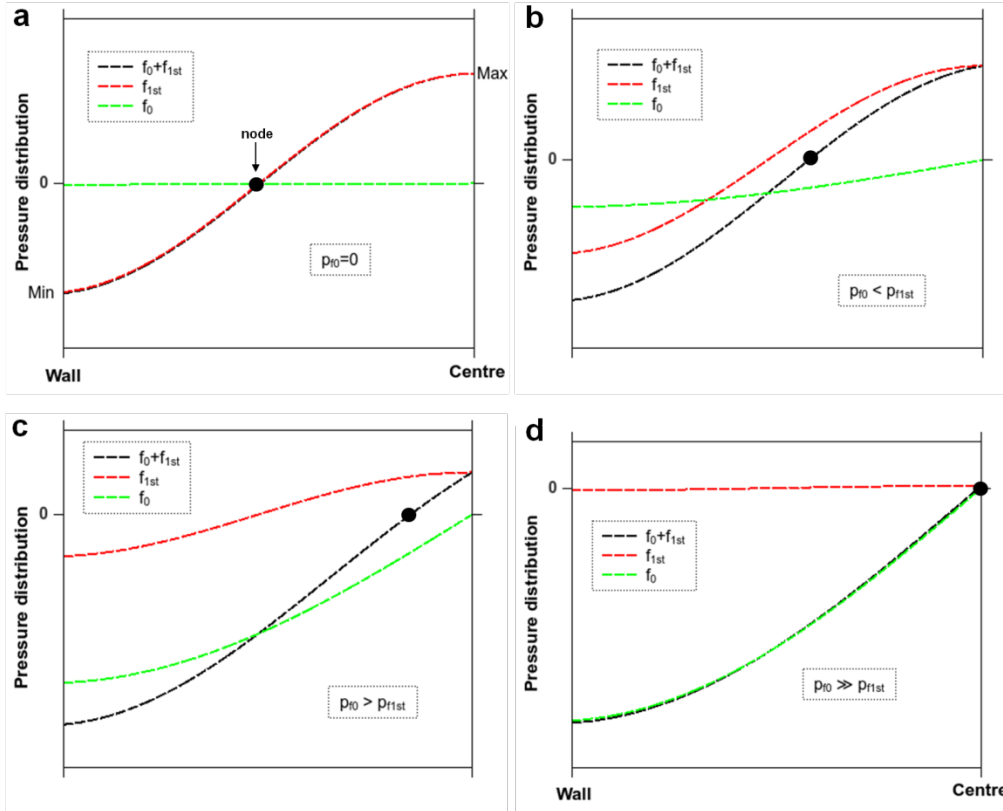 a
f0+f1st
f1st
f0
Max
node
0
pf0=0
Min
Pressure distribution
Wall
Centre
b
f0+f1st
f1st
f0
0
pf0 < pf1st
Pressure distribution
c
f0+f1st
f1st
f0
0
pf0 > pf1st
Pressure distribution
d
0
f0+f1st
f1st
f0
pf0 ≫ pf1st
Pressure distribution
Wall
Centre